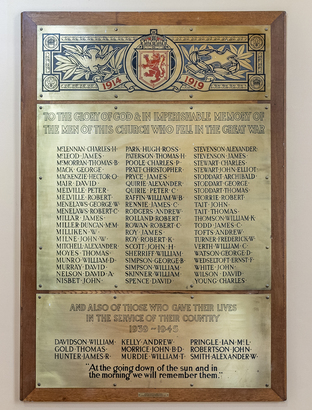 1914 1919
TO THE GLORY OF GOD & IN IMPERISHABLE MEMORY OF
THE MEN OF THIS CHURCH WHO FELL IN THE GREAT WAR
McLENNAN·CHARLES·H
McLEOD·JAMES
McMORRAN·THOMAS·B
MACK·GEORGE
MACKENZIE·HECTOR·O
MAIR·DAVID
MELVILLE·PETER
MELVILLE·ROBERT
MENELAWS·GEORGE·W
MENELAWS·ROBERT·C
MILLAR·JAMES
MILLER·DUNCAN·McM
MILLIKEN·W
MILNE·JOHN·W
MITCHELL·ALEXANDER
MOYES·THOMAS
MUNRO·WILLIAM·D
MURRAY·DAVID
NELSON·DAVID·A
NISBET·JOHN
PARK·HUGH·ROSS
PATERSON·THOMAS·H
POOLE·CHARLES·P
PRATT·CHRISTOPHER
PRYCE·JAMES
QUIRIE·ALEXANDER
QUIRIE·PETER·C
RAFFIN·WILLIAM·W·B
RENNIE·JAMES·C
RODGERS·ANDREW
ROLLAND·ROBERT
ROWAN·ROBERT·C
ROY·JAMES
ROY·ROBERT·K
SCOTT·JOHN·H
SHERRIFF·WILLIAM
SIMPSON·GEORGE·B
SIMPSON·WILLIAM
SKINNER·WILLIAM
SPENCE·DAVID
STEVENSON·ALEXANDER
STEVENSON·JAMES
STEWART·CHARLES
STEWART·JOHN·ELLIOT
STODDART·ARCHIBALD
STODDART·GEORGE
STODDART·THOMAS
STORRIE·ROBERT
TAIT·JOHN
TAIT·THOMAS
THOMSON·WILLIAM·K
TODD·JAMES·C
TOFTS·ANDREW
TURNER·FREDERICK·W
VEITCH·WILLIAM·C
WATSON·GEORGE·D
WEDSELTOFT·ERNEST·F
WHITE·JOHN
WILSON·DAVID
YOUNG·CHARLES
AND ALSO OF THOSE WHO GAVE THEIR LIVES
IN THE SERVICE OF THEIR COUNTRY
1939-1945
DAVIDSON·WILLIAM
GOLD·THOMAS
HUNTER·JAMES·R
KELLY·ANDREW
MORRICE·JOHN·B·D
MURDIE·WILLIAM·T
PRINGLE·IAN·M·L
ROBERTSON·JOHN
SMITH·ALEXANDER·W
"At the going down of the sun and in
the morning we will remember them."